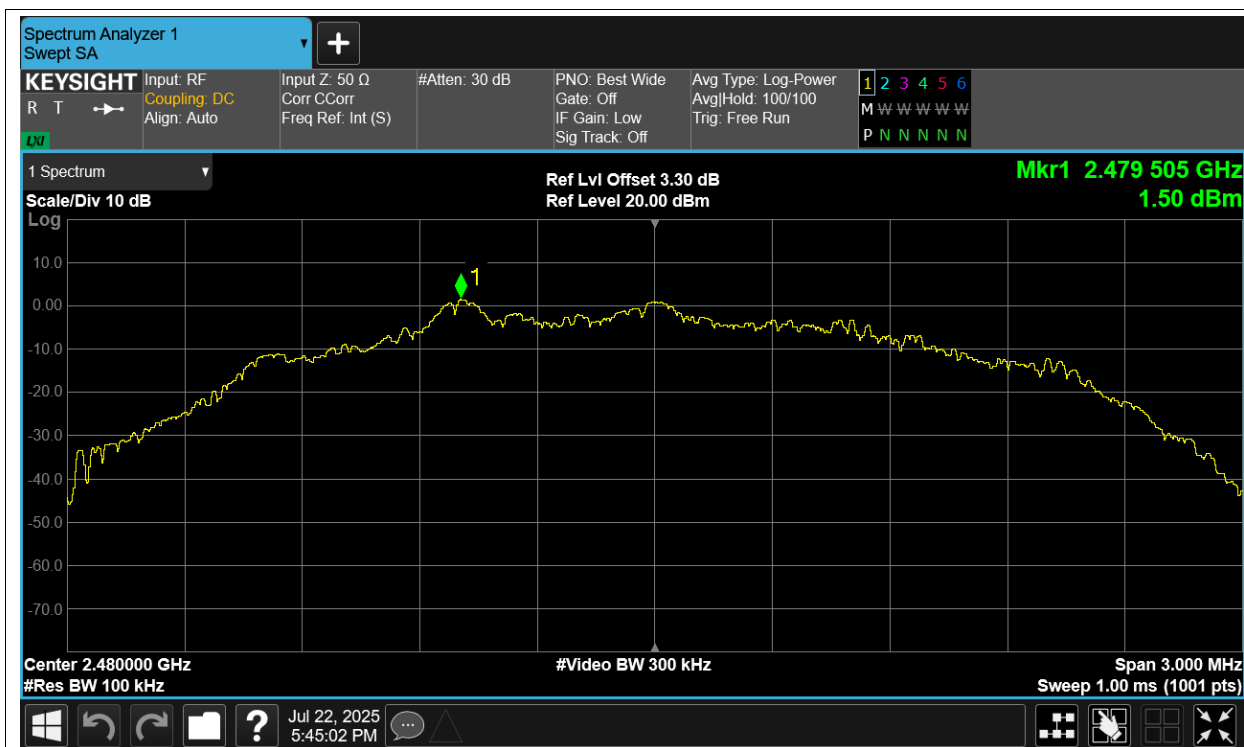 Spectrum Analyzer 1
Swept SA
KEYSIGHT
R T
LXI
Input: RF
Coupling: DC
Align: Auto
Input Z: 50 Ω
Corr CCorr
Freq Ref: Int (S)
#Atten: 30 dB
PNO: Best Wide
Gate: Off
IF Gain: Low
Sig Track: Off
Avg Type: Log-Power
Avg|Hold: 100/100
Trig: Free Run
1 2 3 4 5 6
M W W W W W W
P N N N N N
1 Spectrum
Scale/Div 10 dB
Ref Lvl Offset 3.30 dB
Ref Level 20.00 dBm
Mkr1 2.479 505 GHz
1.50 dBm
Log
10.0
0.00
-10.0
-20.0
-30.0
-40.0
-50.0
-60.0
-70.0
1
Center 2.480000 GHz
#Res BW 100 kHz
#Video BW 300 kHz
Span 3.000 MHz
Sweep 1.00 ms (1001 pts)
?
Jul 22, 2025
5:45:02 PM